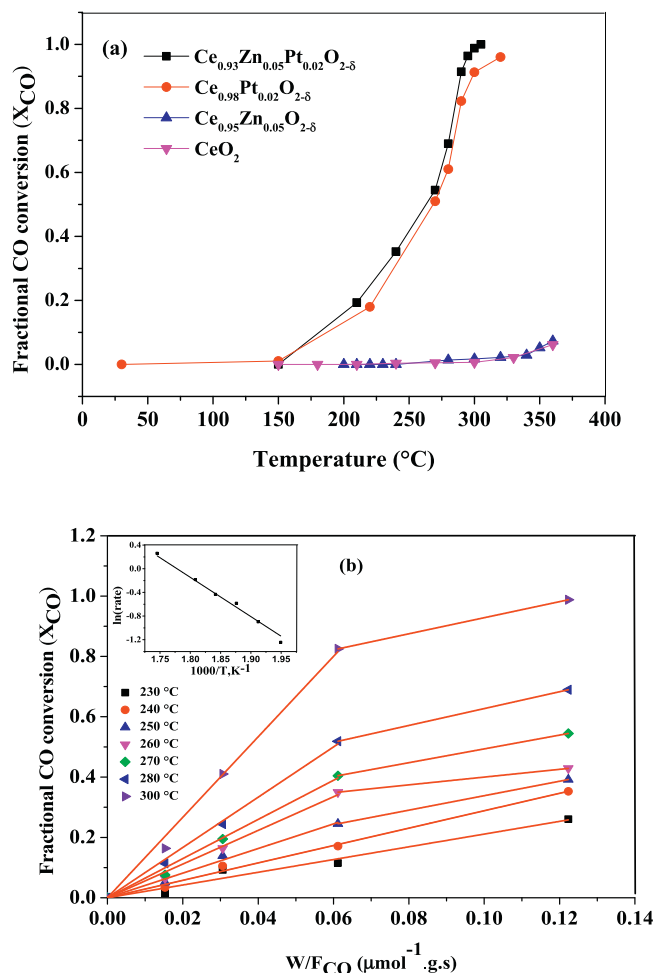 (a)
Ce0.93Zn0.05Pt0.02O2-δ
Ce0.98Pt0.02O2-δ
Ce0.95Zn0.05O2-δ
CeO2
Fractional CO conversion (XCO)
1.0
0.8
0.6
0.4
0.2
0.0
0 50 100 150 200 250 300 350 400
Temperature (°C)
(b)
Fractional CO conversion (XCO)
1.2
1.0
0.8
0.6
0.4
0.2
0.0
ln(rate)
0.4
0.0
-0.4
-0.8
-1.2
1.75 1.80 1.85 1.90 1.95
1000/T,K-1
230 °C
240 °C
250 °C
260 °C
270 °C
280 °C
300 °C
0.00 0.02 0.04 0.06 0.08 0.10 0.12 0.14
W/FCO (μmol-1.g.s)